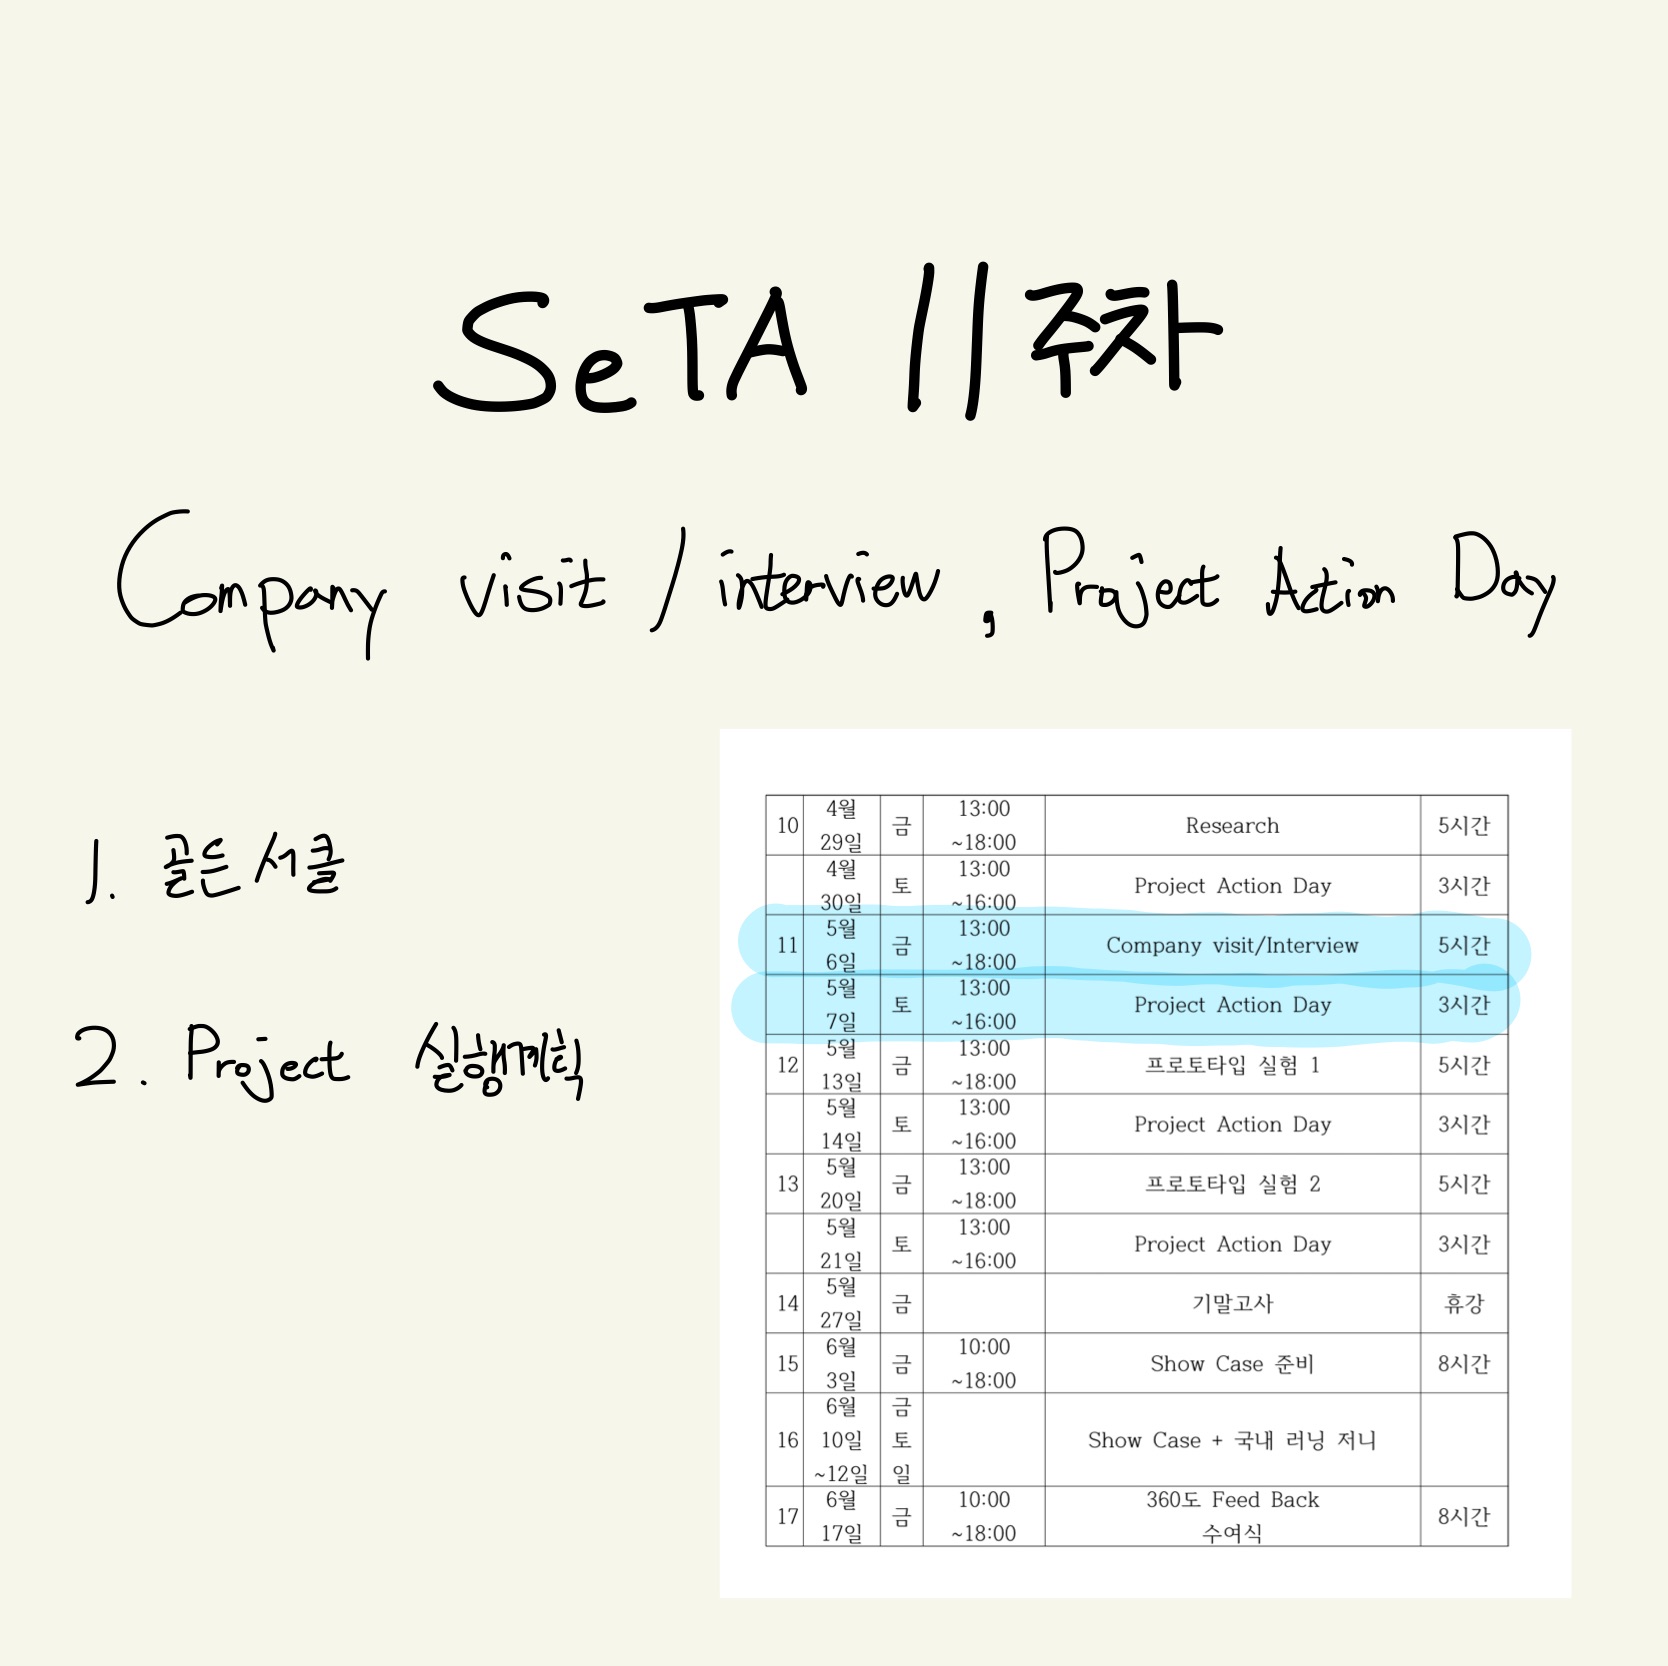 SeTA 11주차
Company visit / interview, Project Action Day
1. 골든서클
2. Project 실행계획
10 4월 29일 금 13:00 ~18:00 Research 5시간
4월 30일 토 13:00 ~16:00 Project Action Day 3시간
11 5월 6일 금 13:00 ~18:00 Company visit/Interview 5시간
5월 7일 토 13:00 ~16:00 Project Action Day 3시간
12 5월 13일 금 13:00 ~18:00 프로토타입 실험 1 5시간
5월 14일 토 13:00 ~16:00 Project Action Day 3시간
13 5월 20일 금 13:00 ~18:00 프로토타입 실험 2 5시간
5월 21일 토 13:00 ~16:00 Project Action Day 3시간
14 5월 27일 금 기말고사 휴강
15 6월 3일 금 10:00 ~18:00 Show Case 준비 8시간
16 6월 10일 ~12일 금 토 일 Show Case + 국내 러닝 저니
17 6월 17일 금 10:00 ~18:00 360도 Feed Back 수여식 8시간